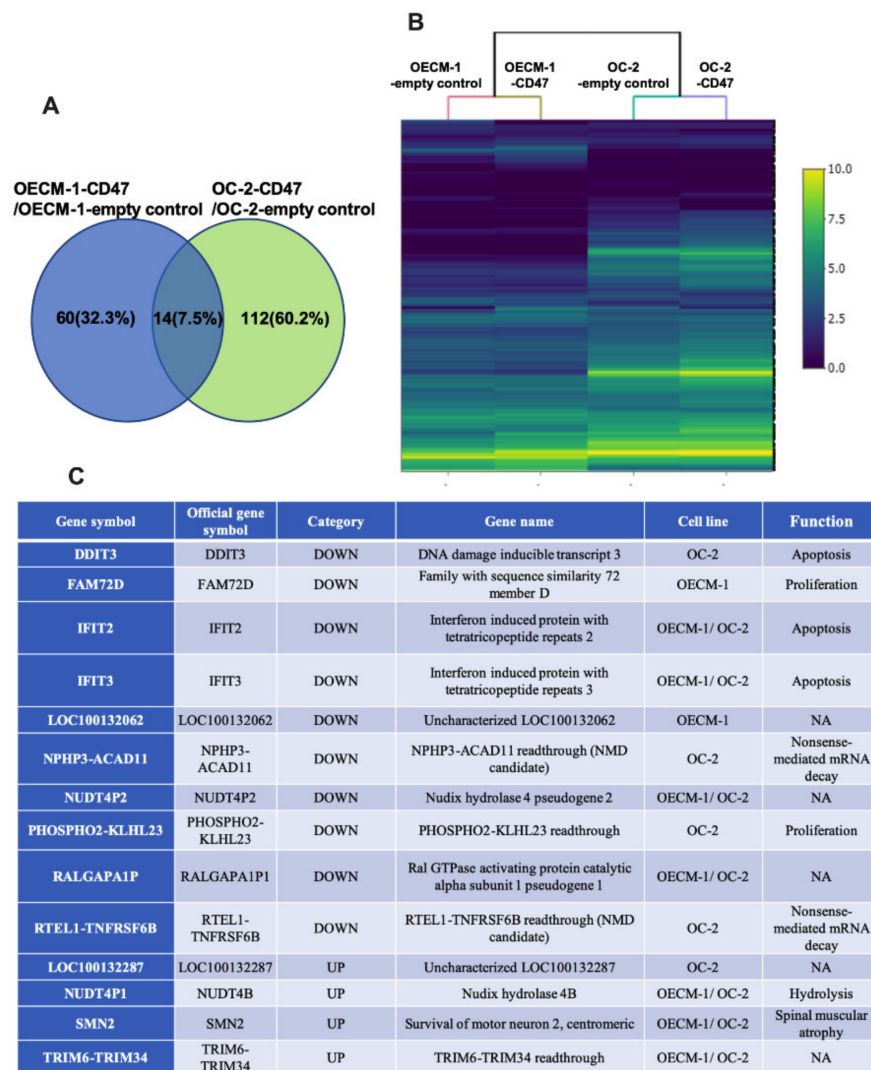 B
OECM-1
-empty control
OECM-1
-CD47
OC-2
-empty control
OC-2
-CD47
A
OECM-1-CD47
/OECM-1-empty control
OC-2-CD47
/OC-2-empty control
60(32.3%)
14(7.5%)
112(60.2%)
10.0
7.5
5.0
2.5
0.0
C
Gene symbol
Official gene
symbol
Category
Gene name
Cell line
Function
DDIT3
DDIT3
DOWN
DNA damage inducible transcript 3
OC-2
Apoptosis
FAM72D
FAM72D
DOWN
Family with sequence similarity 72
member D
OECM-1
Proliferation
IFIT2
IFIT2
DOWN
Interferon induced protein with
tetratricopeptide repeats 2
OECM-1/ OC-2
Apoptosis
IFIT3
IFIT3
DOWN
Interferon induced protein with
tetratricopeptide repeats 3
OECM-1/ OC-2
Apoptosis
LOC100132062
LOC100132062
DOWN
Uncharacterized LOC100132062
OECM-1
NA
NPHP3-ACAD11
NPHP3-
ACAD11
DOWN
NPHP3-ACAD11 readthrough (NMD
candidate)
OC-2
Nonsense-
mediated mRNA
decay
NUDT4P2
NUDT4P2
DOWN
Nudix hydrolase 4 pseudogene 2
OECM-1/ OC-2
NA
PHOSPHO2-KLHL23
PHOSPHO2-
KLHL23
DOWN
PHOSPHO2-KLHL23 readthrough
OC-2
Proliferation
RALGAPA1P
RALGAPA1P1
DOWN
Ral GTPase activating protein catalytic
alpha subunit 1 pseudogene 1
OECM-1/ OC-2
NA
RTEL1-TNFRSF6B
RTEL1-
TNFRSF6B
DOWN
RTEL1-TNFRSF6B readthrough (NMD
candidate)
OC-2
Nonsense-
mediated mRNA
decay
LOC100132287
LOC100132287
UP
Uncharacterized LOC100132287
OC-2
NA
NUDT4P1
NUDT4B
UP
Nudix hydrolase 4B
OECM-1/ OC-2
Hydrolysis
SMN2
SMN2
UP
Survival of motor neuron 2, centromeric
OECM-1/ OC-2
Spinal muscular
atrophy
TRIM6-TRIM34
TRIM6-
TRIM34
UP
TRIM6-TRIM34 readthrough
OECM-1/ OC-2
NA